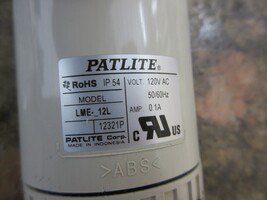 PATLITE®
RoHS IP 54
MODEL
LME-_12L
12321P
VOLT. 120V AC
50/60Hz
AMP. 0.1A
C UR US
PATLITE Corp.
MADE IN INDONESIA
>ABS<